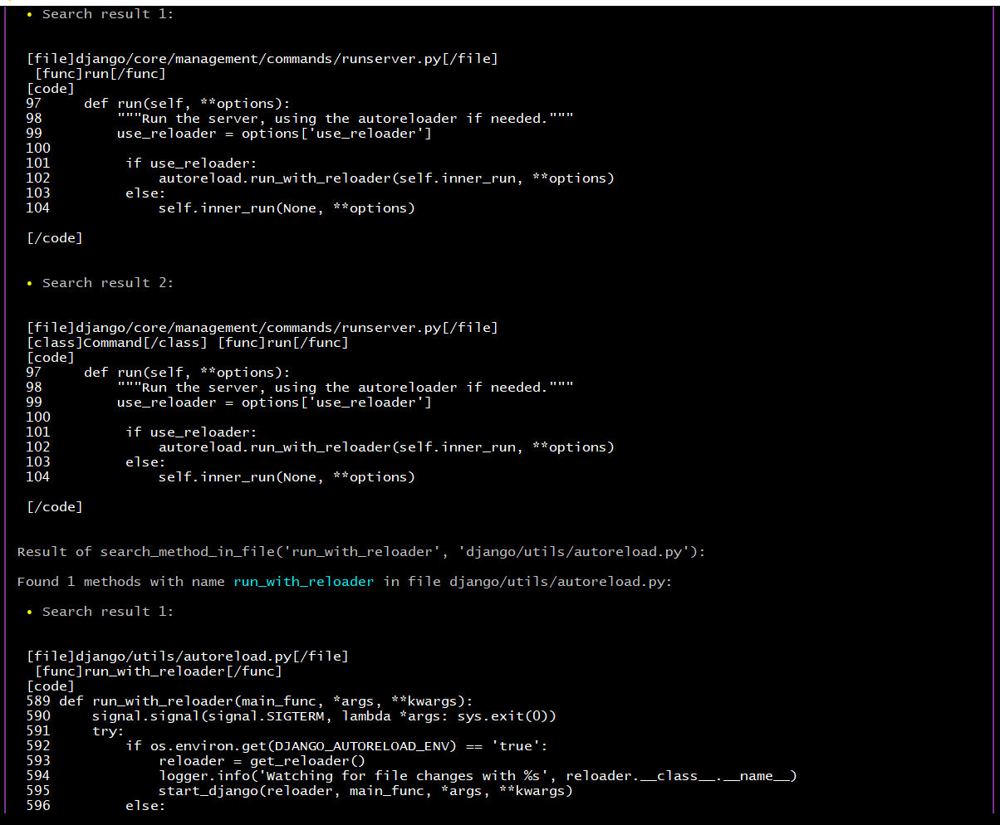 • Search result 1:
[file]django/core/management/commands/runserver.py[/file]
 [func]run[/func]
[code]
97     def run(self, **options):
98         """Run the server, using the autoreloader if needed."""
99         use_reloader = options['use_reloader']
100
101         if use_reloader:
102             autoreload.run_with_reloader(self.inner_run, **options)
103         else:
104             self.inner_run(None, **options)
[/code]
• Search result 2:
[file]django/core/management/commands/runserver.py[/file]
[class]Command[/class] [func]run[/func]
[code]
97     def run(self, **options):
98         """Run the server, using the autoreloader if needed."""
99         use_reloader = options['use_reloader']
100
101         if use_reloader:
102             autoreload.run_with_reloader(self.inner_run, **options)
103         else:
104             self.inner_run(None, **options)
[/code]
Result of search_method_in_file('run_with_reloader', 'django/utils/autoreload.py'):
Found 1 methods with name run_with_reloader in file django/utils/autoreload.py:
• Search result 1:
[file]django/utils/autoreload.py[/file]
 [func]run_with_reloader[/func]
[code]
589 def run_with_reloader(main_func, *args, **kwargs):
590     signal.signal(signal.SIGTERM, lambda *args: sys.exit(0))
591     try:
592         if os.environ.get(DJANGO_AUTORELOAD_ENV) == 'true':
593             reloader = get_reloader()
594             logger.info('Watching for file changes with %s', reloader.__class__.__name__)
595             start_django(reloader, main_func, *args, **kwargs)
596         else: